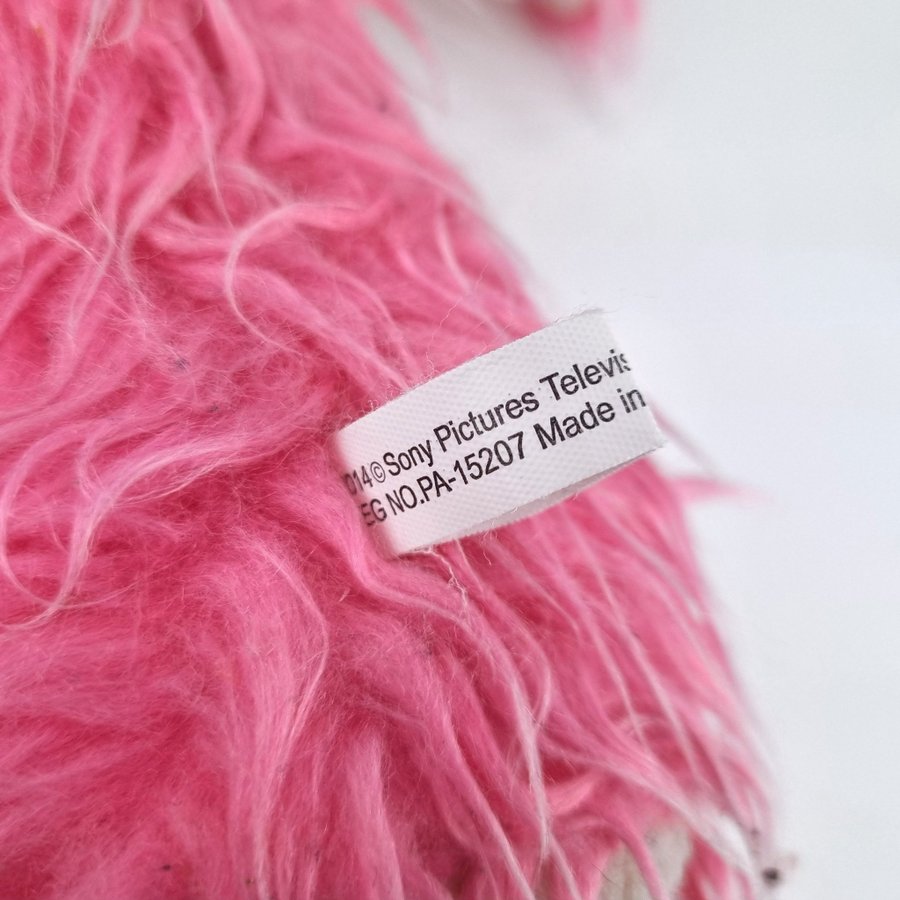 014©Sony Pictures Televis
EG NO.PA-15207 Made in